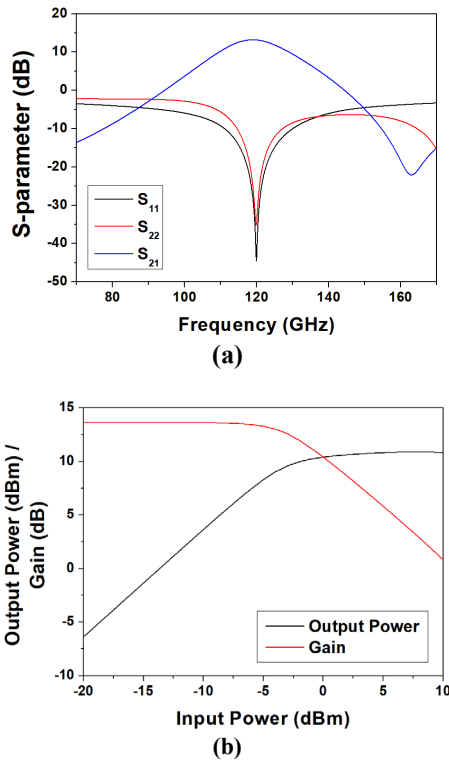 20
10
0
-10
-20
-30
-40
-50
S-parameter (dB)
S11
S22
S21
80 100 120 140 160
Frequency (GHz)
(a)
15
10
5
0
-5
-10
Output Power (dBm) /
Gain (dB)
Output Power
Gain
-20 -15 -10 -5 0 5 10
Input Power (dBm)
(b)